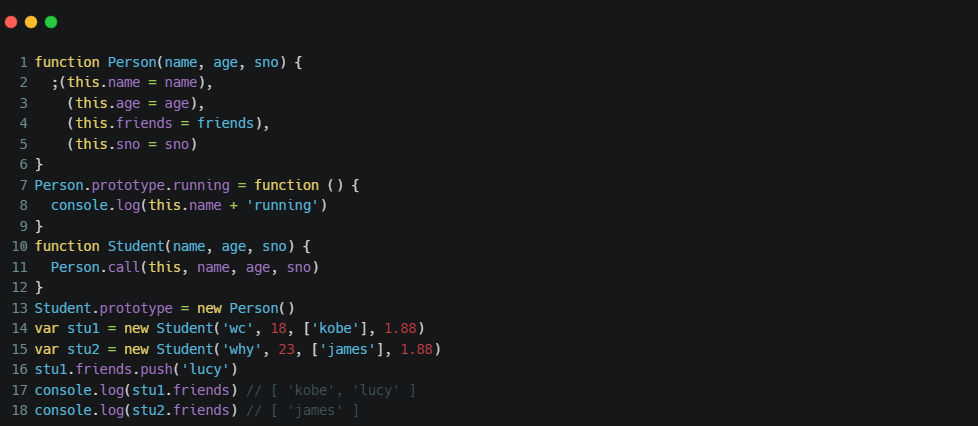 1 function Person(name, age, sno) {
2   ;(this.name = name),
3     (this.age = age),
4     (this.friends = friends),
5     (this.sno = sno)
6 }
7 Person.prototype.running = function () {
8   console.log(this.name + 'running')
9 }
10 function Student(name, age, sno) {
11   Person.call(this, name, age, sno)
12 }
13 Student.prototype = new Person()
14 var stu1 = new Student('wc', 18, ['kobe'], 1.88)
15 var stu2 = new Student('why', 23, ['james'], 1.88)
16 stu1.friends.push('lucy')
17 console.log(stu1.friends) // [ 'kobe', 'lucy' ]
18 console.log(stu2.friends) // [ 'james' ]